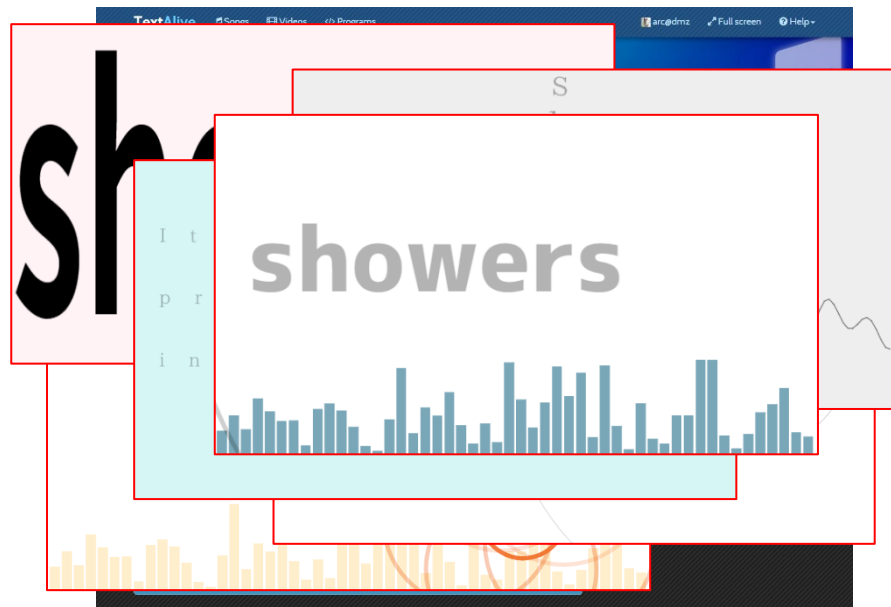 TextAlive Songs Videos </> Programs arc@dmz Full screen Help
sh
S
showers
I t
p r
i n